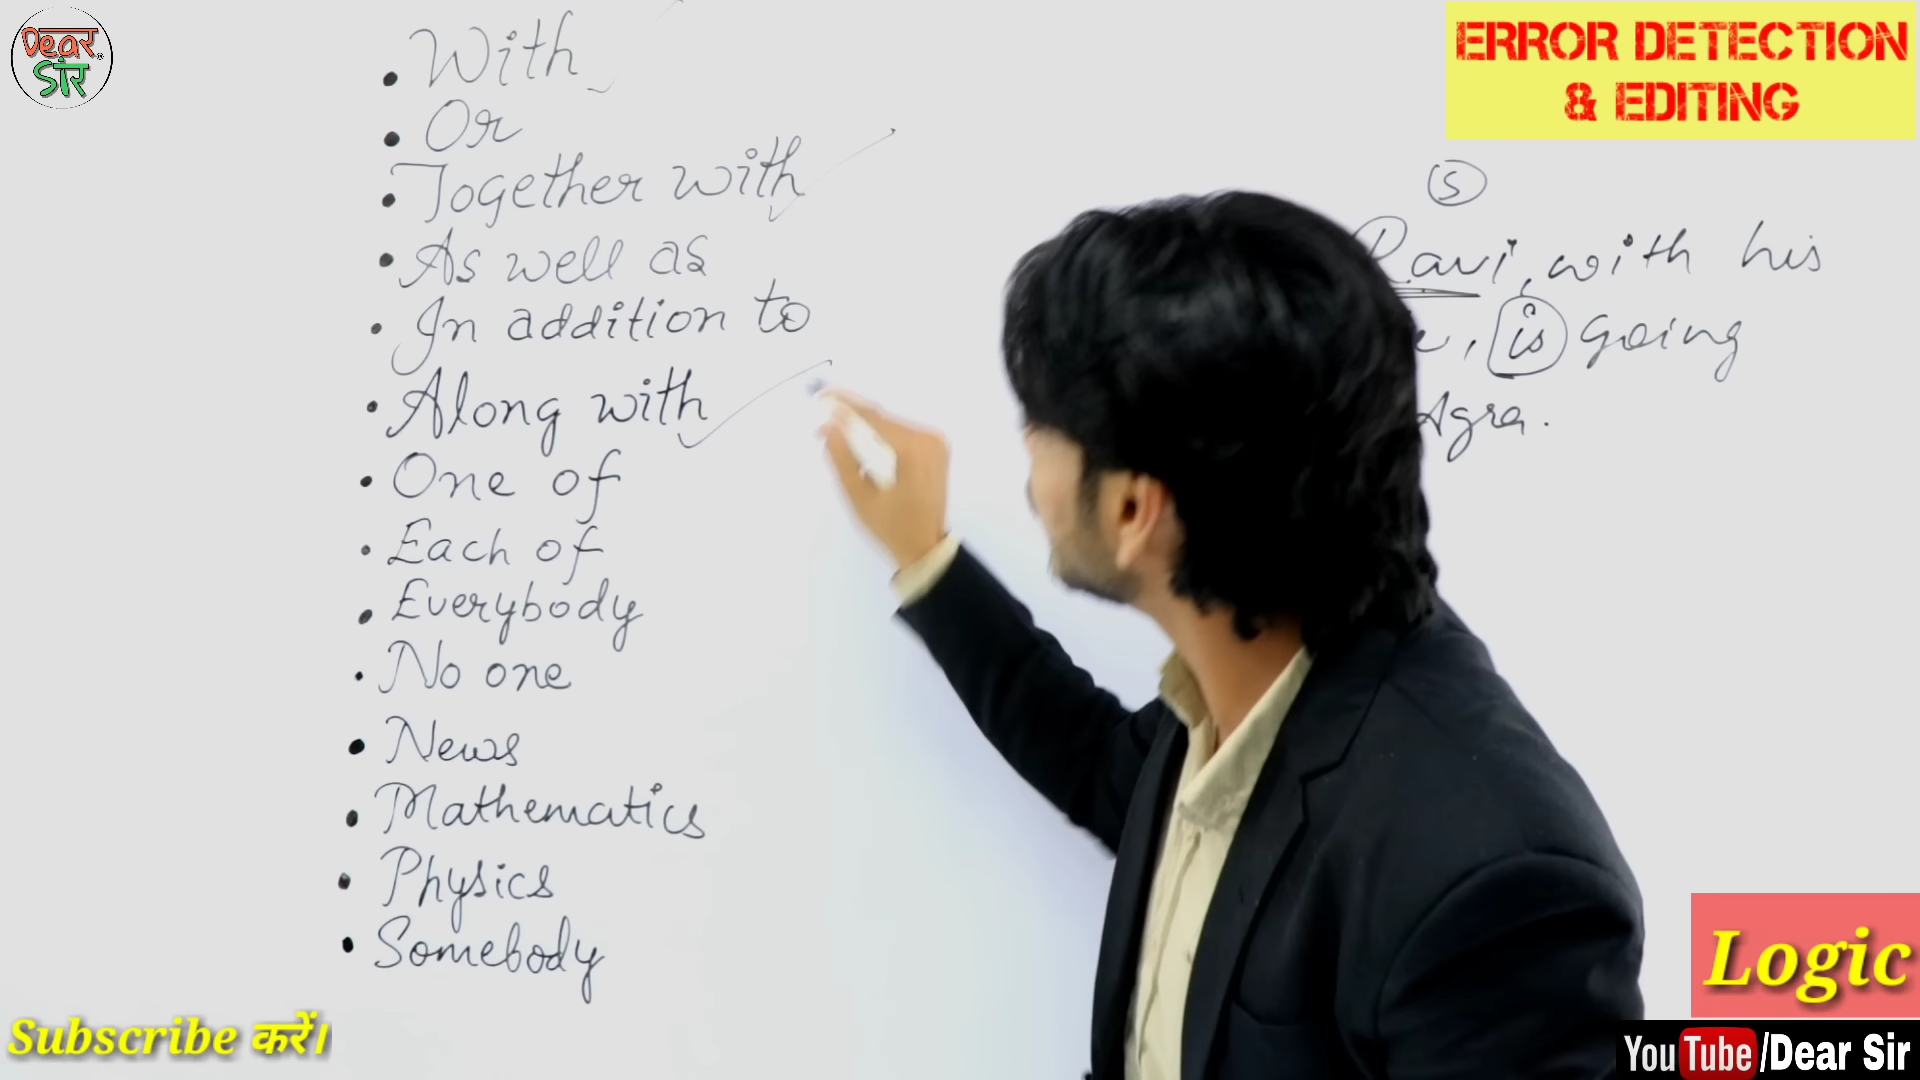 Dear
सर
ERROR DETECTION
& EDITING
With
Or
Together with
As well as
In addition to
Along with
One of
Each of
Everybody
No one
News
Mathematics
Physics
Somebody
S
Ravi, with his
, is going
Agra.
Logic
Subscribe करें।
YouTube/Dear Sir